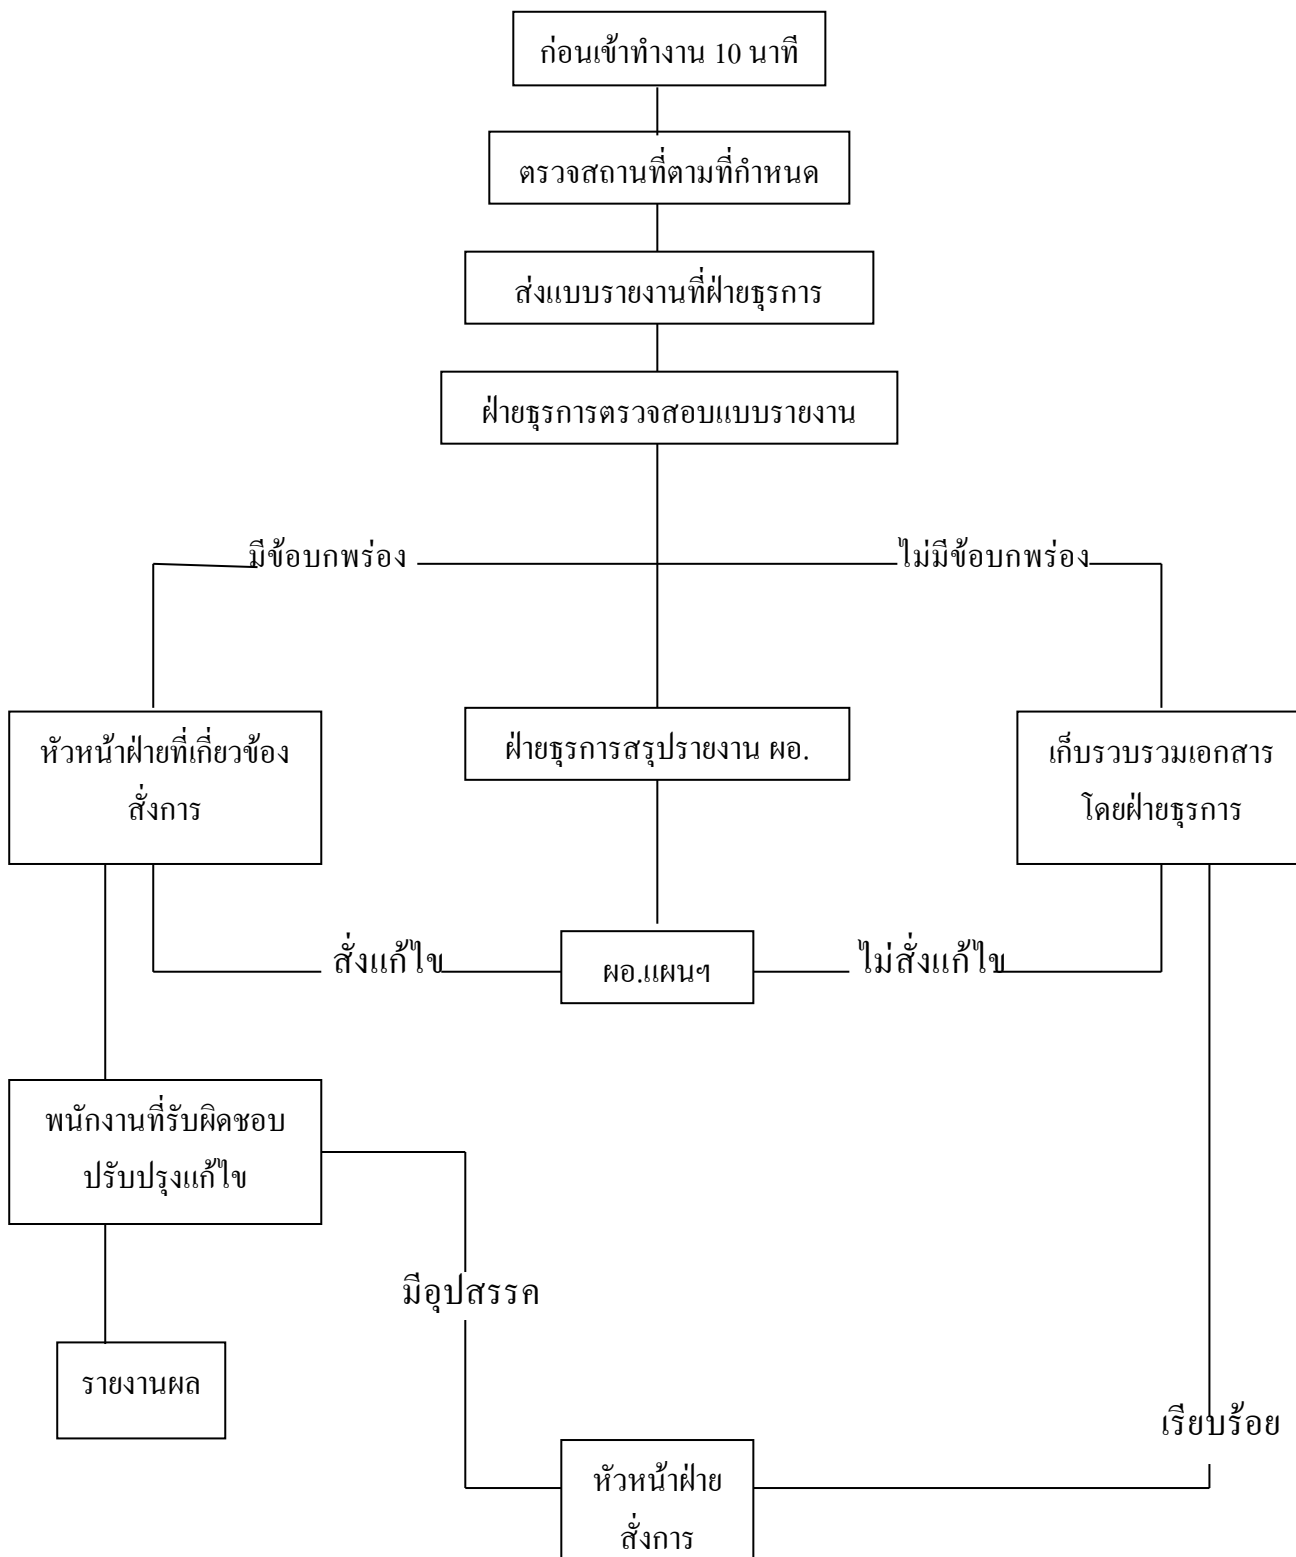 ก่อนเข้าทำงาน 10 นาที
ตรวจสถานที่ตามที่กำหนด
ส่งแบบรายงานที่ฝ่ายธุรการ
ฝ่ายธุรการตรวจสอบแบบรายงาน
มีข้อบกพร่อง
ไม่มีข้อบกพร่อง
หัวหน้าฝ่ายที่เกี่ยวข้อง
สั่งการ
ฝ่ายธุรการสรุปรายงาน ผอ.
เก็บรวบรวมเอกสาร
โดยฝ่ายธุรการ
สั่งแก้ไข
ผอ.แผนฯ
ไม่สั่งแก้ไข
พนักงานที่รับผิดชอบ
ปรับปรุงแก้ไข
มีอุปสรรค
รายงานผล
เรียบร้อย
หัวหน้าฝ่าย
สั่งการ